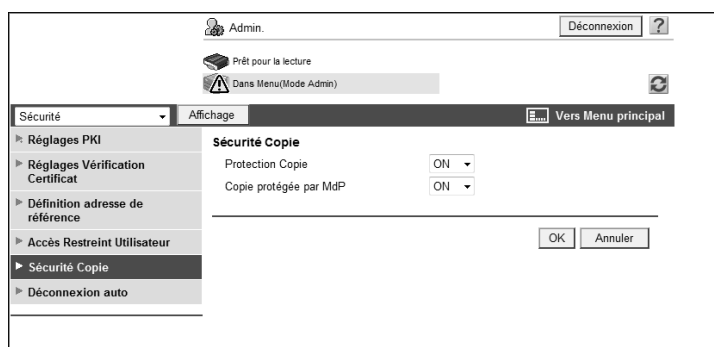 Admin.
Déconnexion ?
Prêt pour la lecture
Dans Menu(Mode Admin)
Sécurité
Affichage
Vers Menu principal
Réglages PKI
Réglages Vérification
Certificat
Définition adresse de
référence
Accès Restreint Utilisateur
Sécurité Copie
Déconnexion auto
Sécurité Copie
Protection Copie ON
Copie protégée par MdP ON
OK Annuler